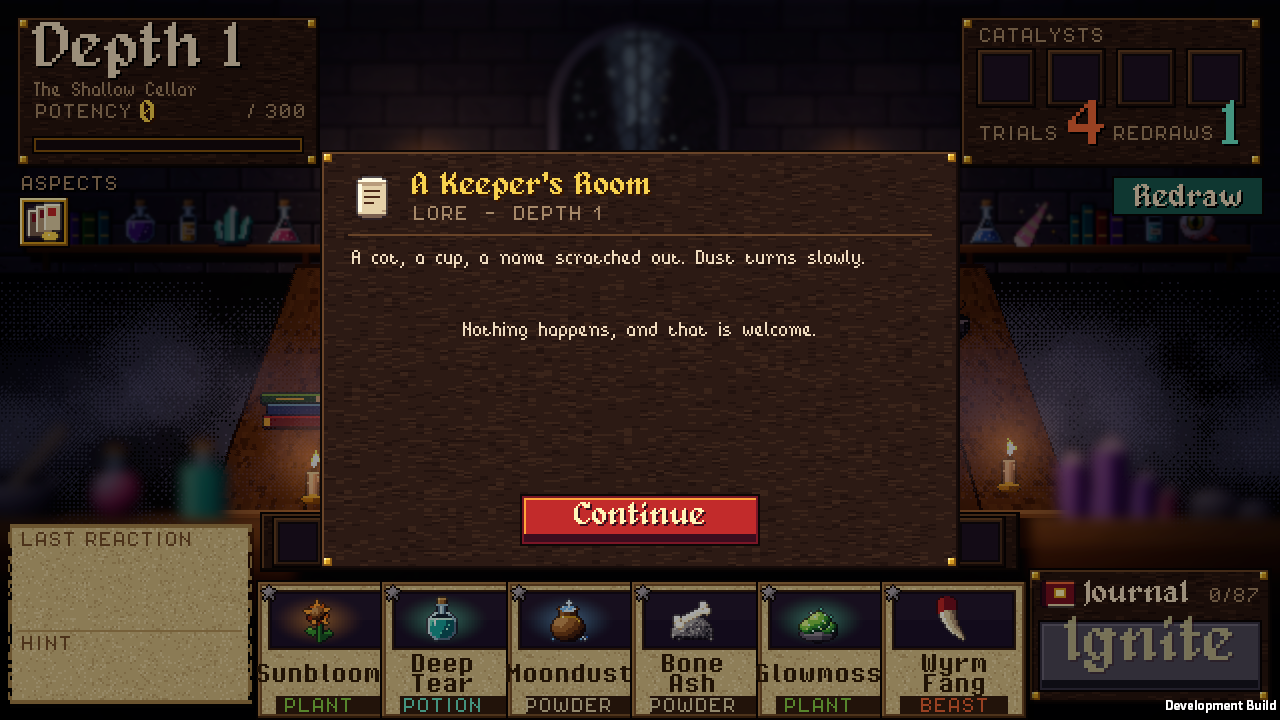 Depth 1
The Shallow Cellar
POTENCY 0 / 300
ASPECTS
CATALYSTS
TRIALS 4 REDRAWS 1
Redraw
A Keeper's Room
LORE - DEPTH 1
A cot, a cup, a name scratched out. Dust turns slowly.
Nothing happens, and that is welcome.
Continue
LAST REACTION
HINT
Sunbloom
PLANT
Deep
Tear
POTION
Moondust
POWDER
Bone
Ash
POWDER
Glowmoss
PLANT
Wyrm
Fang
BEAST
Journal 0/87
Ignite
Development Build